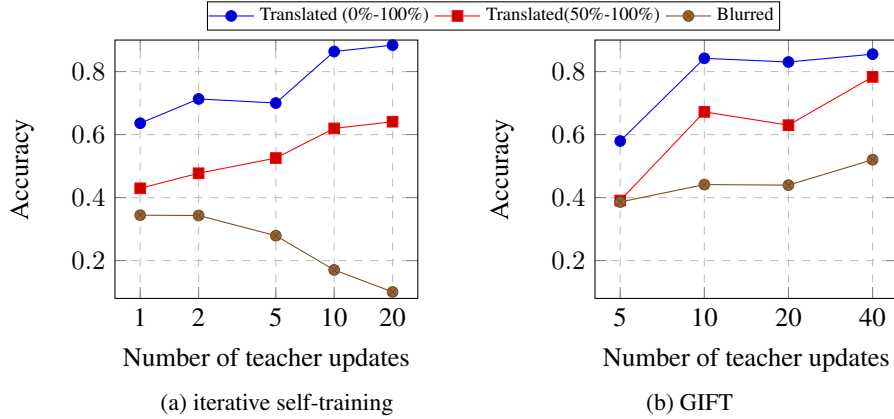 Translated (0%-100%) Translated(50%-100%) Blurred
0.8
0.6
0.4
0.2
Accuracy
1 2 5 10 20
Number of teacher updates
(a) iterative self-training
0.8
0.6
0.4
0.2
Accuracy
5 10 20 40
Number of teacher updates
(b) GIFT